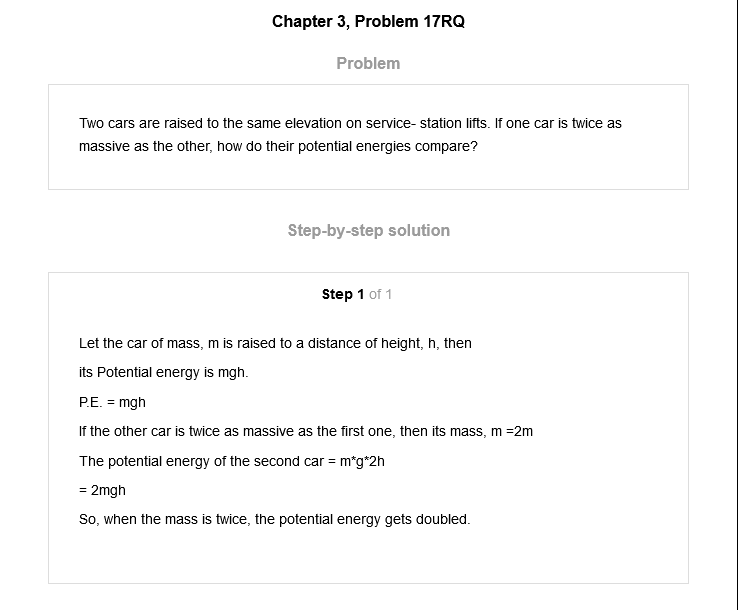 Chapter 3, Problem 17RQ
Problem
Two cars are raised to the same elevation on service- station lifts. If one car is twice as
massive as the other, how do their potential energies compare?
Step-by-step solution
Step 1 of 1
Let the car of mass, m is raised to a distance of height, h, then
its Potential energy is mgh.
P.E. = mgh
If the other car is twice as massive as the first one, then its mass, m =2m
The potential energy of the second car = m*g*2h
= 2mgh
So, when the mass is twice, the potential energy gets doubled.